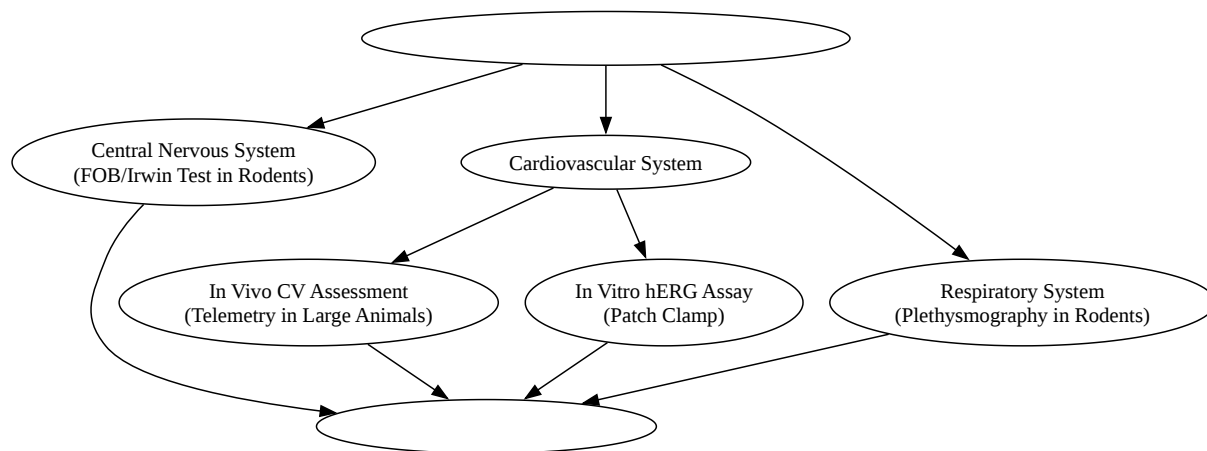 Central Nervous System
(FOB/Irwin Test in Rodents)
Cardiovascular System
In Vivo CV Assessment
(Telemetry in Large Animals)
In Vitro hERG Assay
(Patch Clamp)
Respiratory System
(Plethysmography in Rodents)